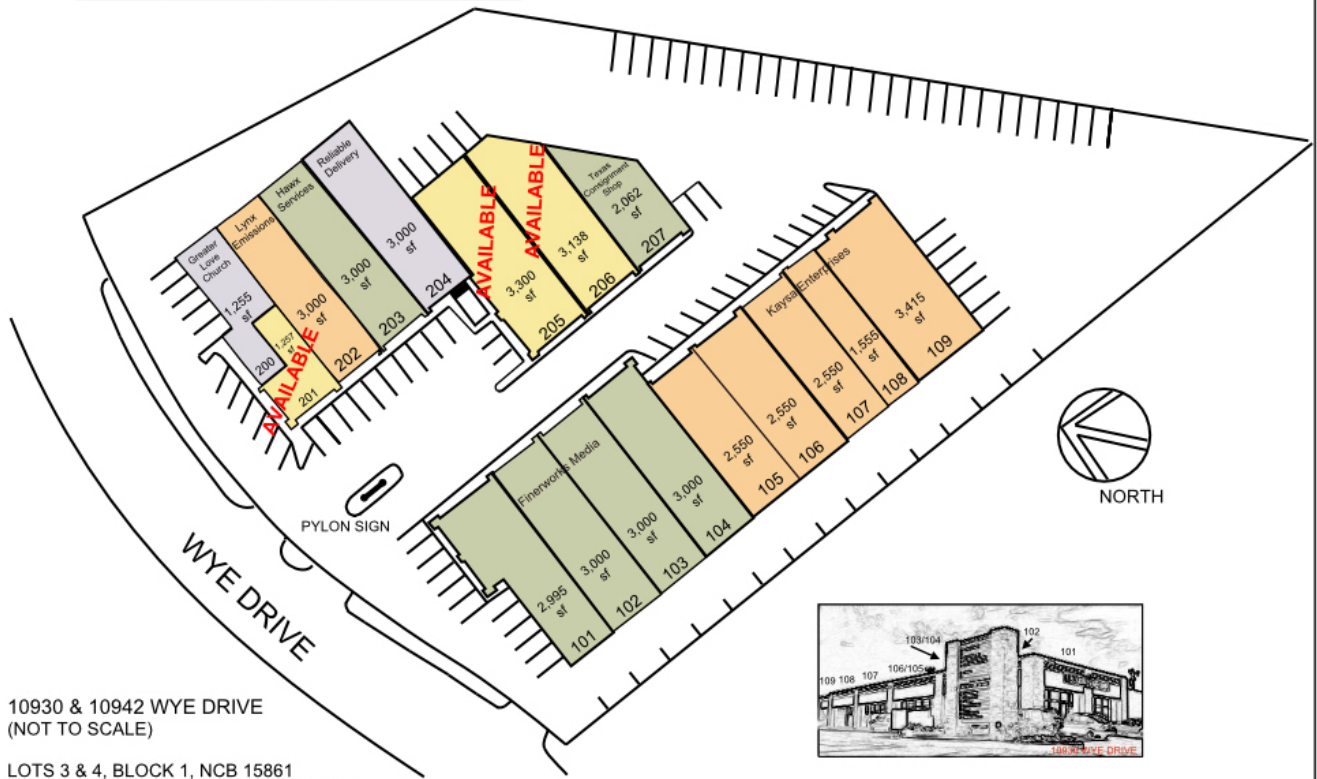 Greater
Love
Church
1,255
sf
200
1,257
sf
AVAILABLE
201
Lynx
Emissions
3,000
sf
202
Hawx
Services
3,000
sf
203
Reliable
Delivery
3,000
sf
204
AVAILABLE
3,300
sf
205
AVAILABLE
3,138
sf
206
Texas
Consignment
Shop
2,062
sf
207
Finerworks Media
2,995
sf
101
3,000
sf
102
3,000
sf
103
3,000
sf
104
Kaysa Enterprises
2,550
sf
105
2,550
sf
106
2,550
sf
107
1,555
sf
108
3,415
sf
109
NORTH
PYLON SIGN
WYE DRIVE
103/104
102
101
106/105
107
109 108
10930 WYE DRIVE
10930 & 10942 WYE DRIVE
(NOT TO SCALE)
LOTS 3 & 4, BLOCK 1, NCB 15861